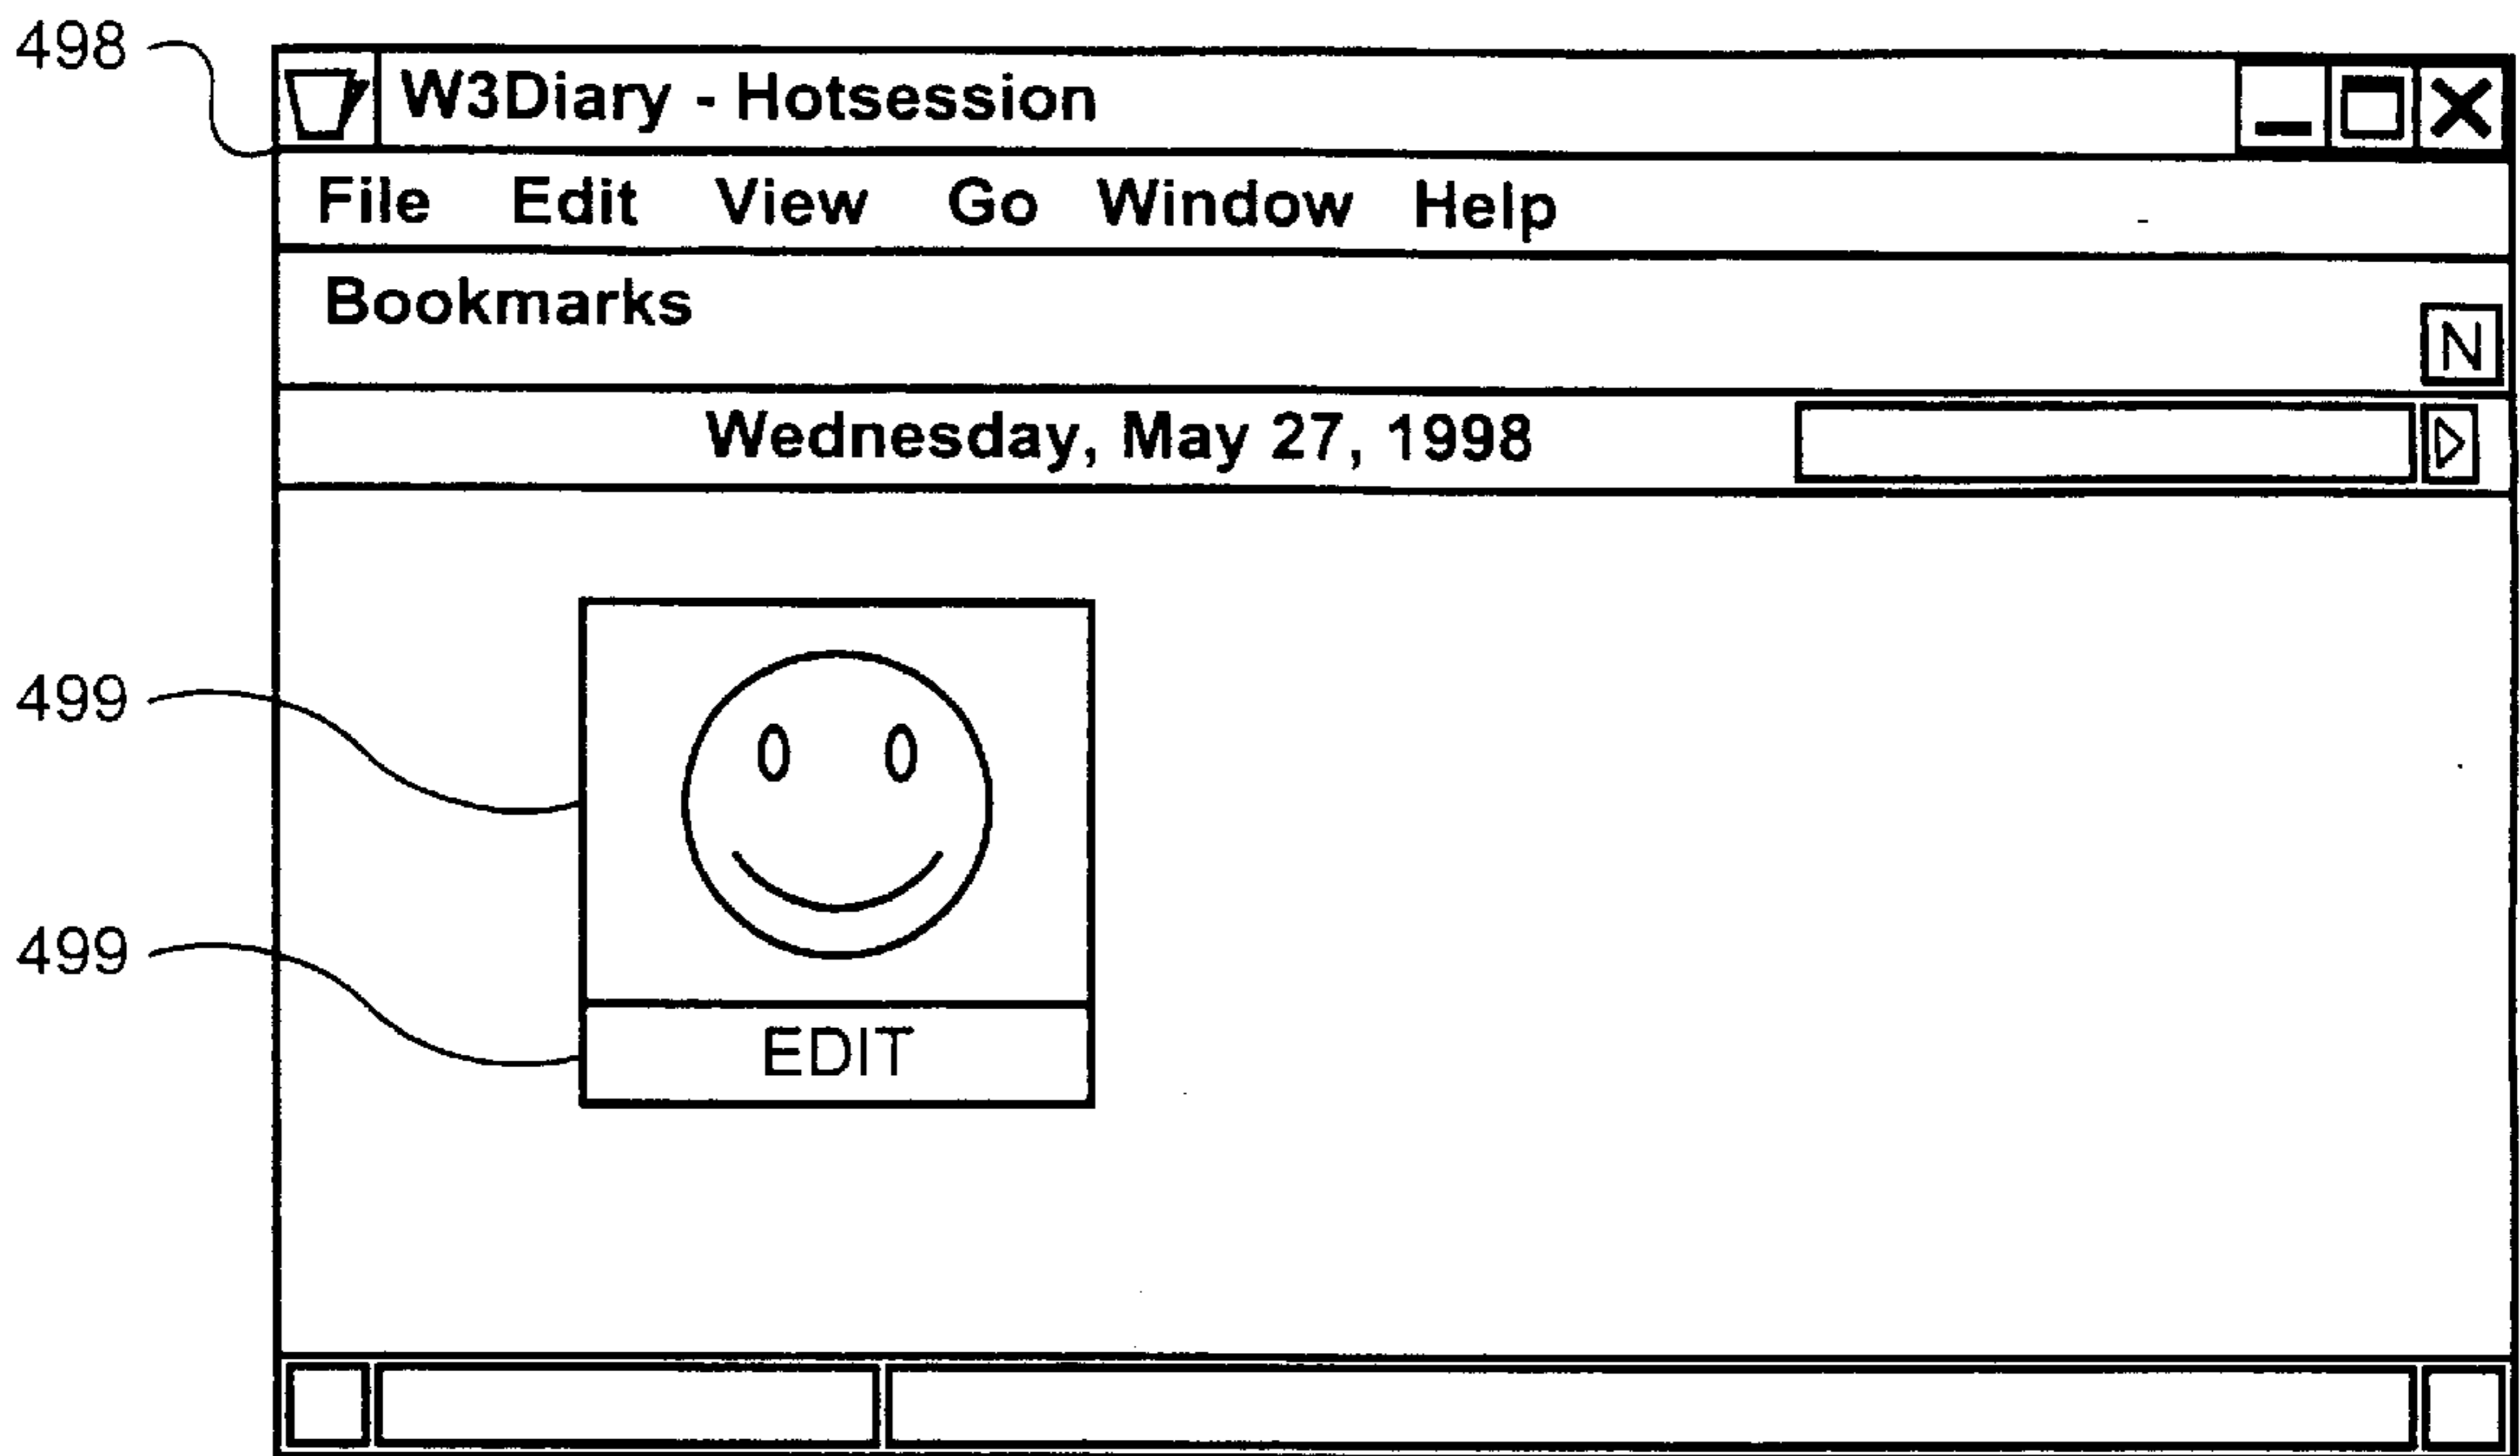 498
W3Diary - Hotsession
File Edit View Go Window Help
Bookmarks
N
Wednesday, May 27, 1998
499
499
EDIT